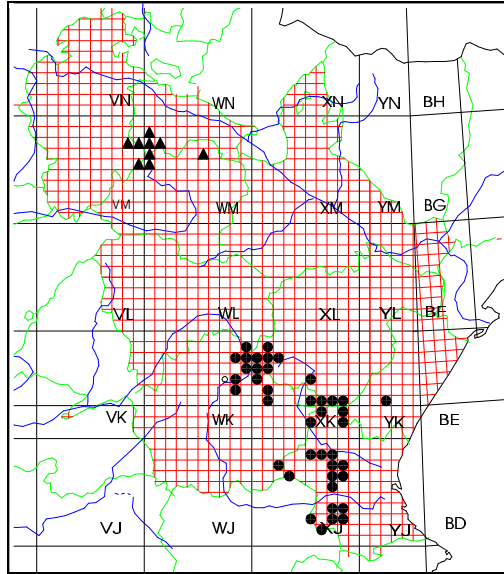 VN WN XN YN BH
VM WM XM YM BG
VL WL XL YL BF
VK WK XK YK BE
VJ WJ XJ YJ BD